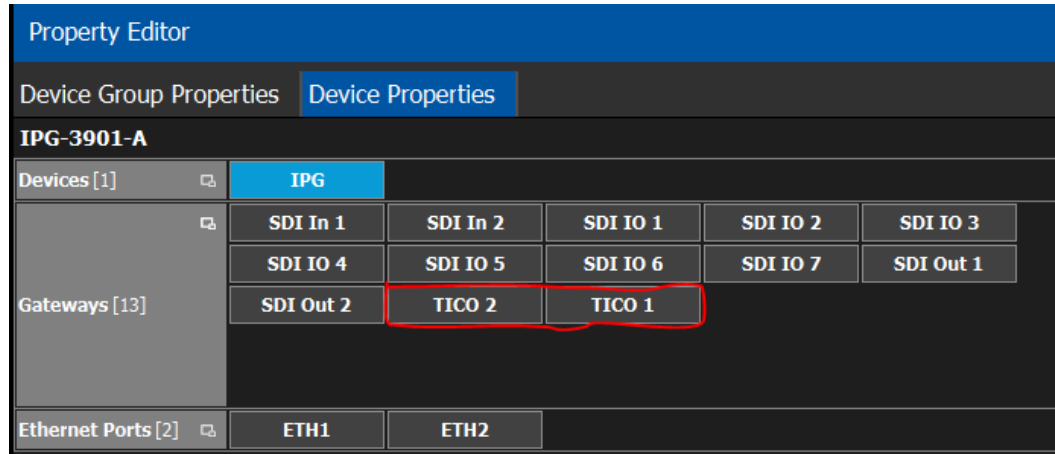 Property Editor
Device Group Properties Device Properties
IPG-3901-A
Devices [1] IPG
SDI In 1 SDI In 2 SDI IO 1 SDI IO 2 SDI IO 3
SDI IO 4 SDI IO 5 SDI IO 6 SDI IO 7 SDI Out 1
Gateways [13] SDI Out 2 TICO 2 TICO 1
Ethernet Ports [2] ETH1 ETH2